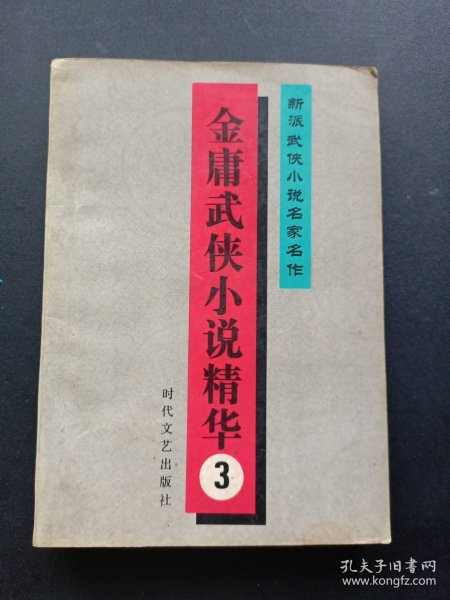 新派武侠小说名家名作
金庸武侠小说精华
3
时代文艺出版社
孔夫子旧书网
www.kongfz.com